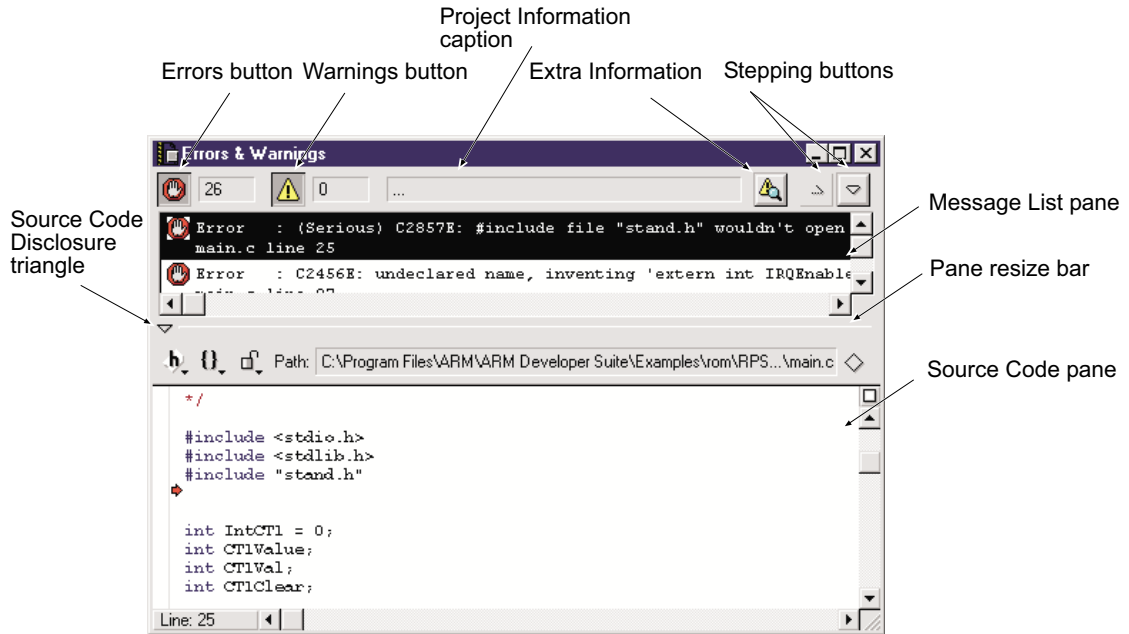 Project Information
caption
Errors button Warnings button Extra Information Stepping buttons
Errors & Warnings
26 0 ...
Source Code
Disclosure
triangle
Message List pane
Error : (Serious) C2857E: #include file "stand.h" wouldn't open
main.c line 25
Error : C2456E: undeclared name, inventing 'extern int IRQEnable
Pane resize bar
h {} Path: C:\Program Files\ARM\ARM Developer Suite\Examples\rom\RPS...\main.c
Source Code pane
*/
#include <stdio.h>
#include <stdlib.h>
#include "stand.h"
int IntCT1 = 0;
int CT1Value;
int CT1Val;
int CT1Clear;
Line: 25